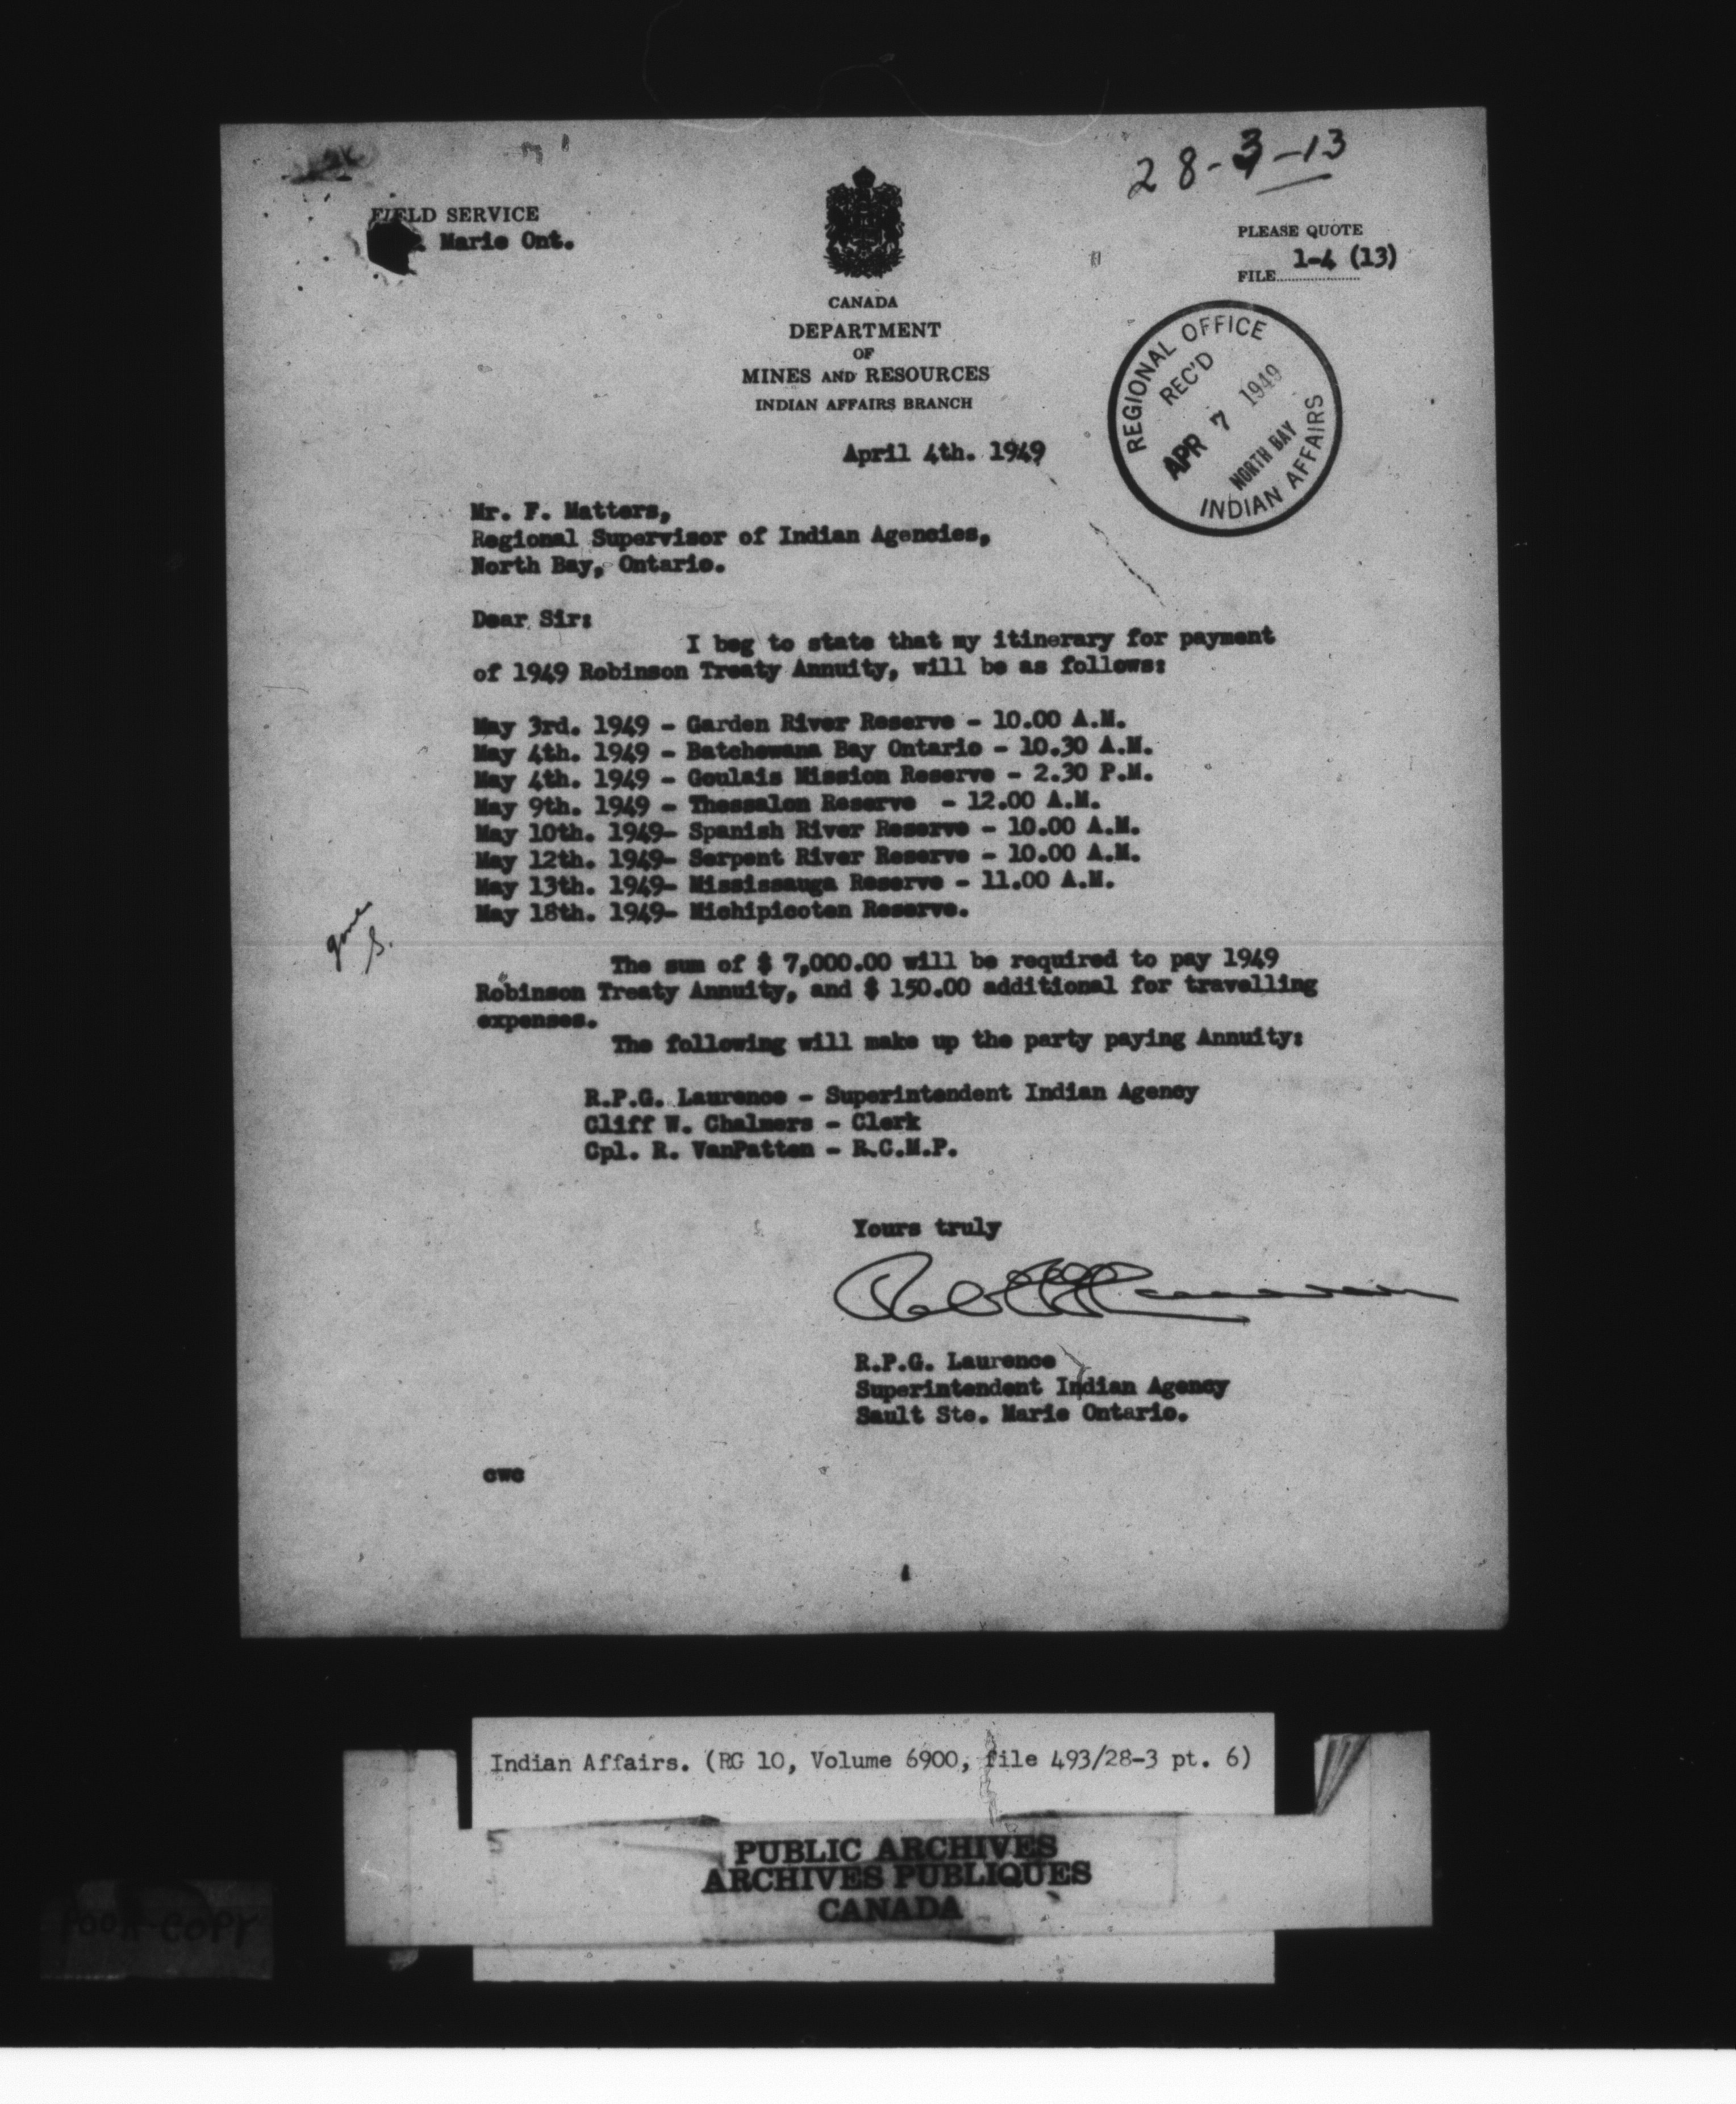 28-3-13
FIELD SERVICE
Marie Ont.
PLEASE QUOTE
1-4 (13)
FILE
CANADA
DEPARTMENT
OF
MINES AND RESOURCES
INDIAN AFFAIRS BRANCH
REGIONAL OFFICE
REC'D
APR 7 1949
NORTH BAY
INDIAN AFFAIRS
April 4th. 1949
Mr. F. Matters,
Regional Supervisor of Indian Agencies,
North Bay, Ontario.
Dear Sir:
I beg to state that my itinerary for payment
of 1949 Robinson Treaty Annuity, will be as follows:
May 3rd. 1949 - Garden River Reserve - 10.00 A.M.
May 4th. 1949 - Batchewana Bay Ontario - 10.30 A.M.
May 4th. 1949 - Goulais Mission Reserve - 2.30 P.M.
May 9th. 1949 - Thessalon Reserve - 12.00 A.M.
May 10th. 1949- Spanish River Reserve - 10.00 A.M.
May 12th. 1949- Serpent River Reserve - 10.00 A.M.
May 13th. 1949- Mississauga Reserve - 11.00 A.M.
May 18th. 1949- Michipicoten Reserve.
The sum of $ 7,000.00 will be required to pay 1949
Robinson Treaty Annuity, and $ 150.00 additional for travelling
expenses.
The following will make up the party paying Annuity:
R.P.G. Laurence - Superintendent Indian Agency
Cliff W. Chalmers - Clerk
Cpl. R. VanPatten - R.C.M.P.
Yours truly
R.P.G. Laurence
Superintendent Indian Agency
Sault Ste. Marie Ontario.
cwc
Indian Affairs. (RG 10, Volume 6900, file 493/28-3 pt. 6)
PUBLIC ARCHIVES
ARCHIVES PUBLIQUES
CANADA
POOR COPY